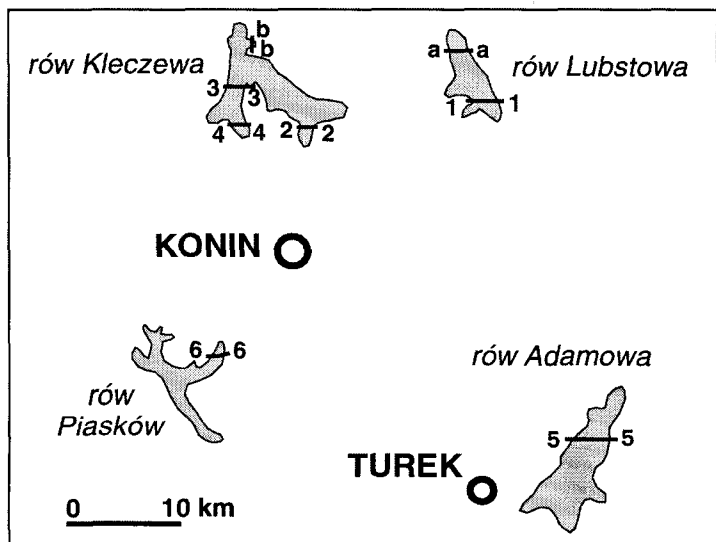 b
b
rów Kleczewa
a a
rów Lubstowa
3 3
1 1
4 4
2 2
KONIN
6 6
rów Adamowa
rów
Piasków
5 5
TUREK
0 10 km